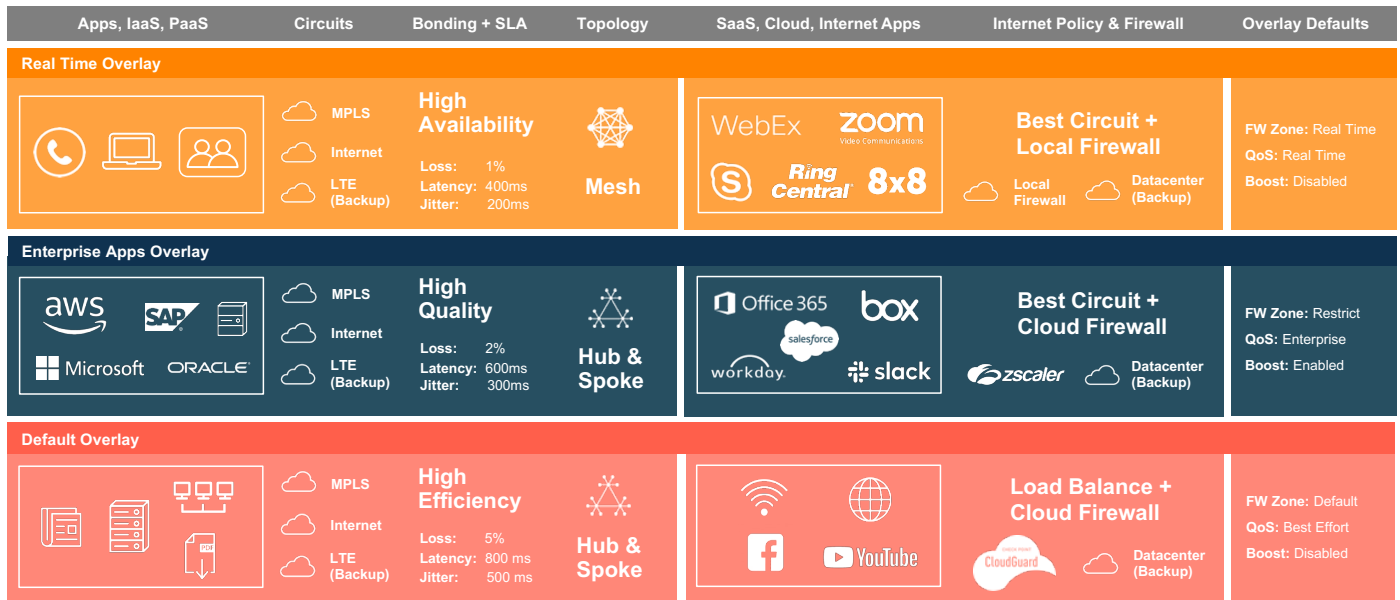 Apps, IaaS, PaaS
Circuits
Bonding + SLA
Topology
SaaS, Cloud, Internet Apps
Internet Policy & Firewall
Overlay Defaults
Real Time Overlay
MPLS
Internet
LTE
(Backup)
High
Availability
Loss: 1%
Latency: 400ms
Jitter: 200ms
Mesh
WebEx
zoom
Video Communications
S
Ring
Central
8x8
Best Circuit +
Local Firewall
Local
Firewall
Datacenter
(Backup)
FW Zone: Real Time
QoS: Real Time
Boost: Disabled
Enterprise Apps Overlay
aws
SAP
Microsoft
ORACLE
MPLS
Internet
LTE
(Backup)
High
Quality
Loss: 2%
Latency: 600ms
Jitter: 300ms
Hub &
Spoke
Office 365
box
salesforce
workday.
slack
Best Circuit +
Cloud Firewall
zscaler
Datacenter
(Backup)
FW Zone: Restrict
QoS: Enterprise
Boost: Enabled
Default Overlay
PDF
MPLS
Internet
LTE
(Backup)
High
Efficiency
Loss: 5%
Latency: 800 ms
Jitter: 500 ms
Hub &
Spoke
f
YouTube
Load Balance +
Cloud Firewall
CHECK POINT
CloudGuard
Datacenter
(Backup)
FW Zone: Default
QoS: Best Effort
Boost: Disabled